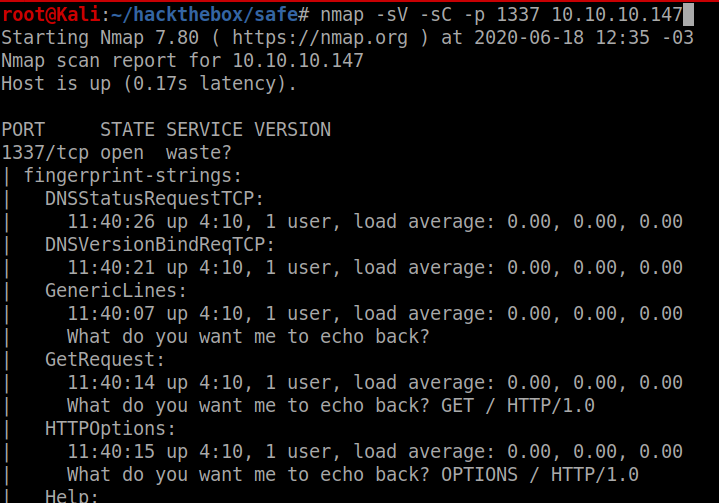 root@Kali:~/hackthebox/safe# nmap -sV -sC -p 1337 10.10.10.147
Starting Nmap 7.80 ( https://nmap.org ) at 2020-06-18 12:35 -03
Nmap scan report for 10.10.10.147
Host is up (0.17s latency).

PORT     STATE SERVICE VERSION
1337/tcp open  waste?
| fingerprint-strings:
|   DNSStatusRequestTCP:
|     11:40:26 up 4:10, 1 user, load average: 0.00, 0.00, 0.00
|   DNSVersionBindReqTCP:
|     11:40:21 up 4:10, 1 user, load average: 0.00, 0.00, 0.00
|   GenericLines:
|     11:40:07 up 4:10, 1 user, load average: 0.00, 0.00, 0.00
|     What do you want me to echo back?
|   GetRequest:
|     11:40:14 up 4:10, 1 user, load average: 0.00, 0.00, 0.00
|     What do you want me to echo back? GET / HTTP/1.0
|   HTTPOptions:
|     11:40:15 up 4:10, 1 user, load average: 0.00, 0.00, 0.00
|     What do you want me to echo back? OPTIONS / HTTP/1.0
|   Help: